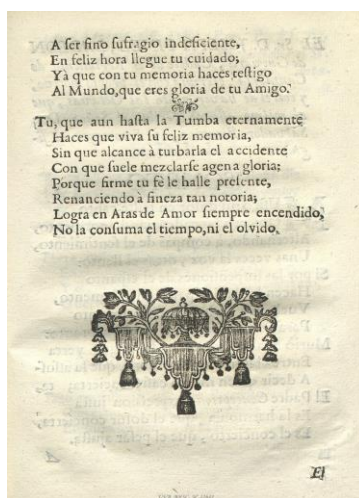 A ſer fino ſufragio indeficiente,
En feliz hora llegue tu cuidado;
Yà que con tu memoria haces teſtigo
Al Mundo, que eres gloria de tu Amigo.
Tu, que aun haſta la Tumba eternamente
Haces que viva ſu feliz memoria,
Sin que alcance à turbarla el accidente
Con que ſuele mezclarſe agena gloria;
Porque firme tu fè le halle preſente,
Renanciendo à fineza tan notoria;
Logra en Aras de Amor ſiempre encendido,
No la conſuma el tiempo, ni el olvido.
El